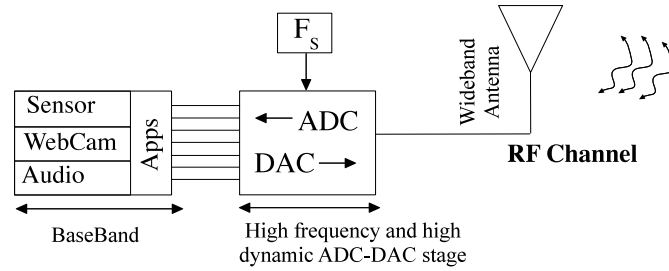 F_S
Sensor
WebCam
Audio
Apps
ADC
DAC
Wideband
Antenna
RF Channel
BaseBand
High frequency and high
dynamic ADC-DAC stage